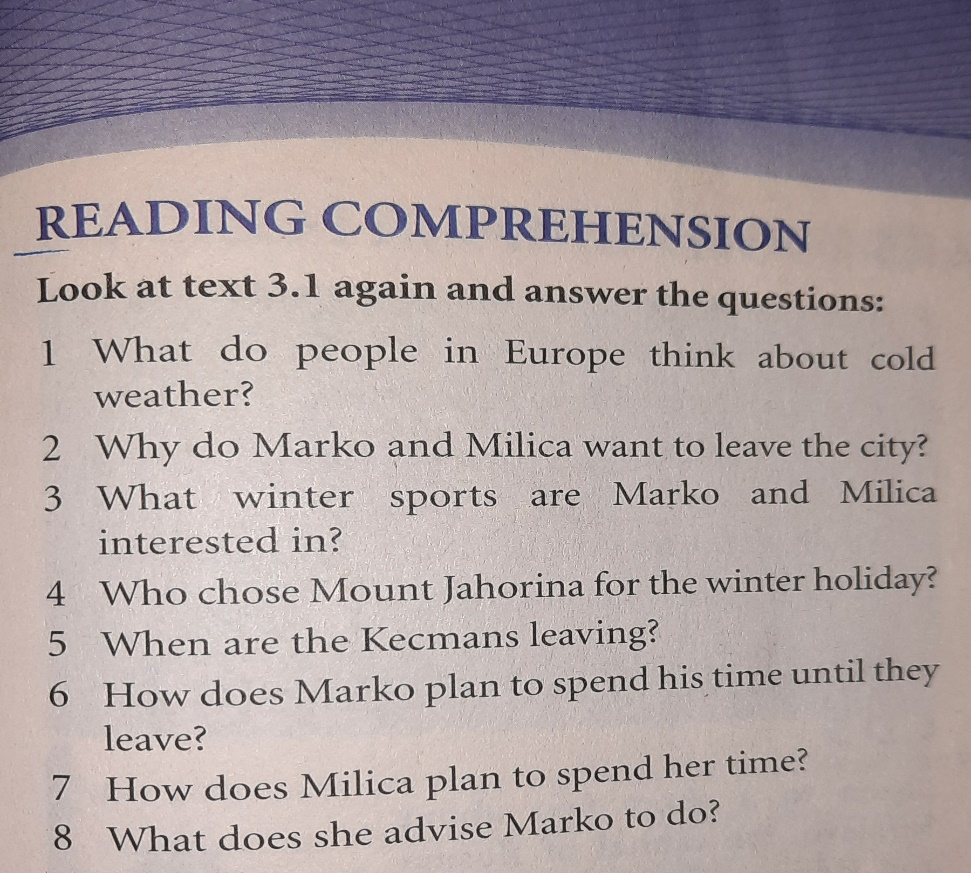 READING COMPREHENSION
Look at text 3.1 again and answer the questions:
1 What do people in Europe think about cold
weather?
2 Why do Marko and Milica want to leave the city?
3 What winter sports are Marko and Milica
interested in?
4 Who chose Mount Jahorina for the winter holiday?
5 When are the Kecmans leaving?
6 How does Marko plan to spend his time until they
leave?
7 How does Milica plan to spend her time?
8 What does she advise Marko to do?